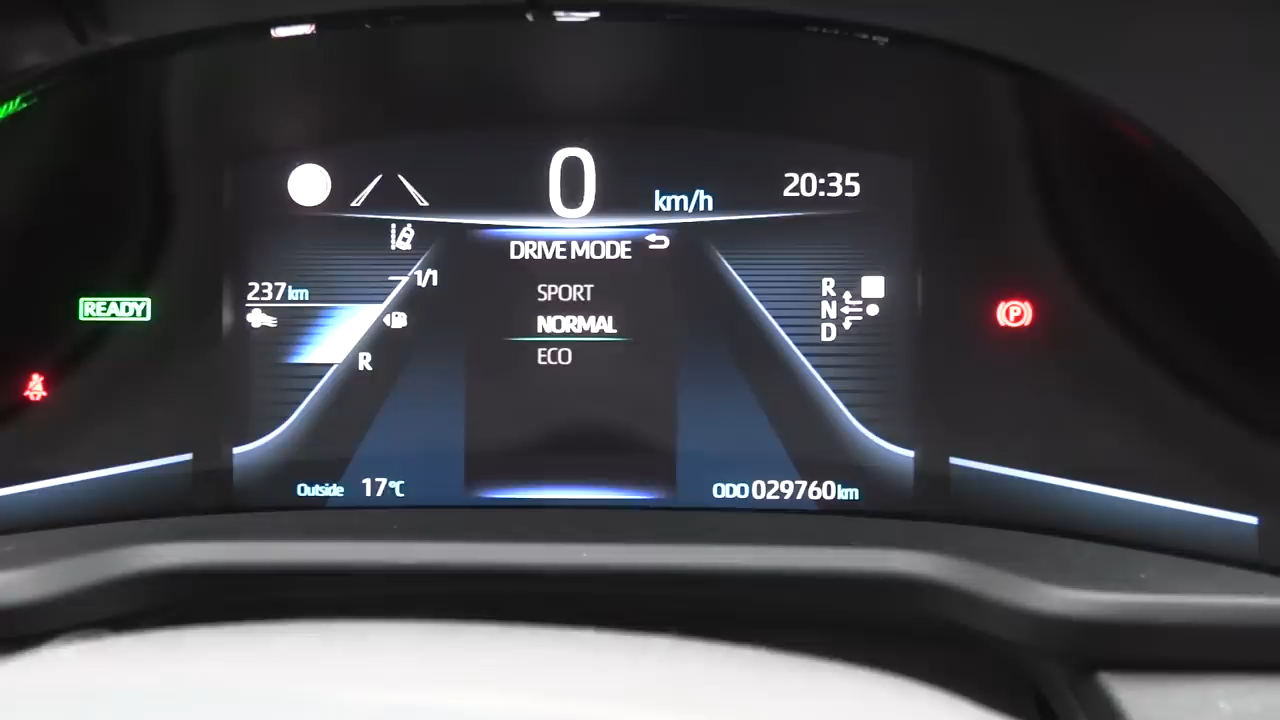 0 km/h
20:35
DRIVE MODE
1/1
237km
SPORT
NORMAL
ECO
R
R
N
D
READY
P
Outside 17°C
ODO 029760km